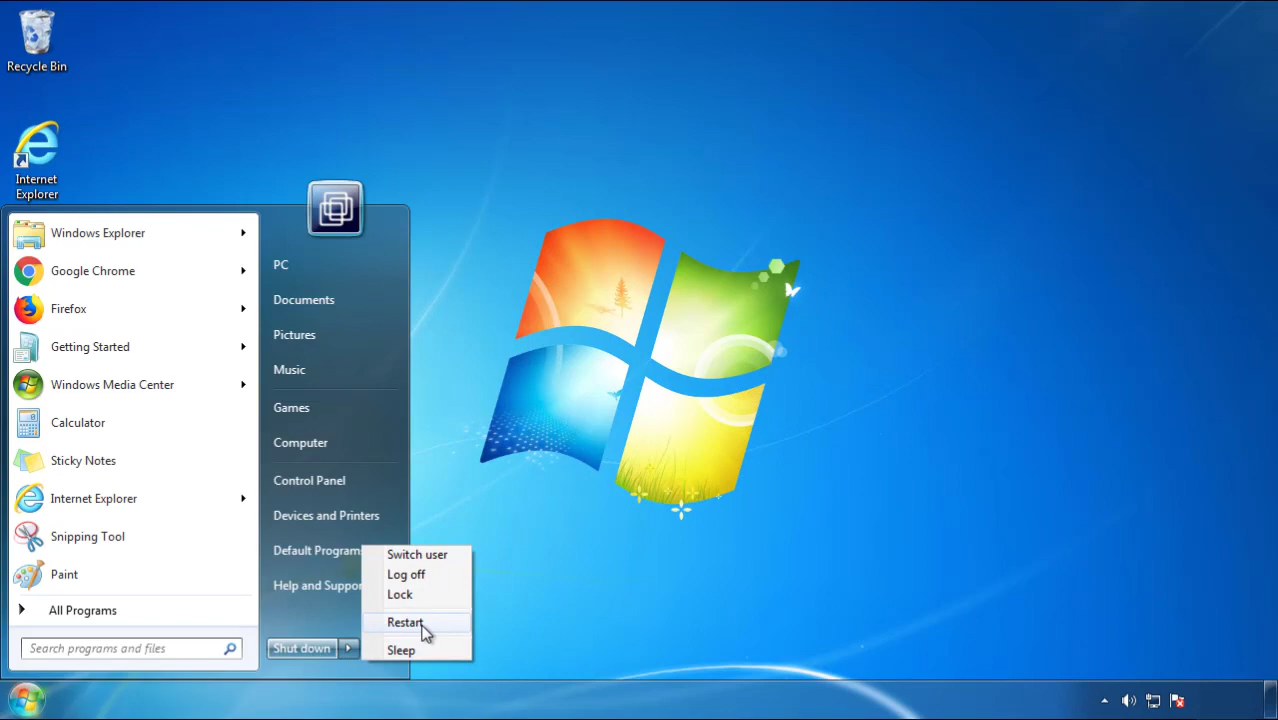 Recycle Bin
Internet
Explorer
Windows Explorer
Google Chrome
Firefox
Getting Started
Windows Media Center
Calculator
Sticky Notes
Internet Explorer
Snipping Tool
Paint
All Programs
Search programs and files
PC
Documents
Pictures
Music
Games
Computer
Control Panel
Devices and Printers
Default Program
Help and Suppor
Shut down
Switch user
Log off
Lock
Restart
Sleep